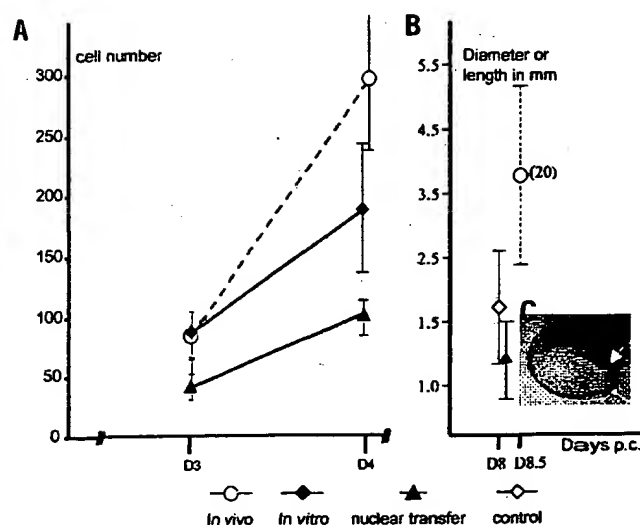 A
cell number
300
250
200
150
100
50
0
D3
D4
B
Diameter or
length in mm
5.5
4.5
3.5
2.5
1.5
1.0
(20)
C
D8
D8.5
Days p.c.
In vivo
In vitro
nuclear transfer
control